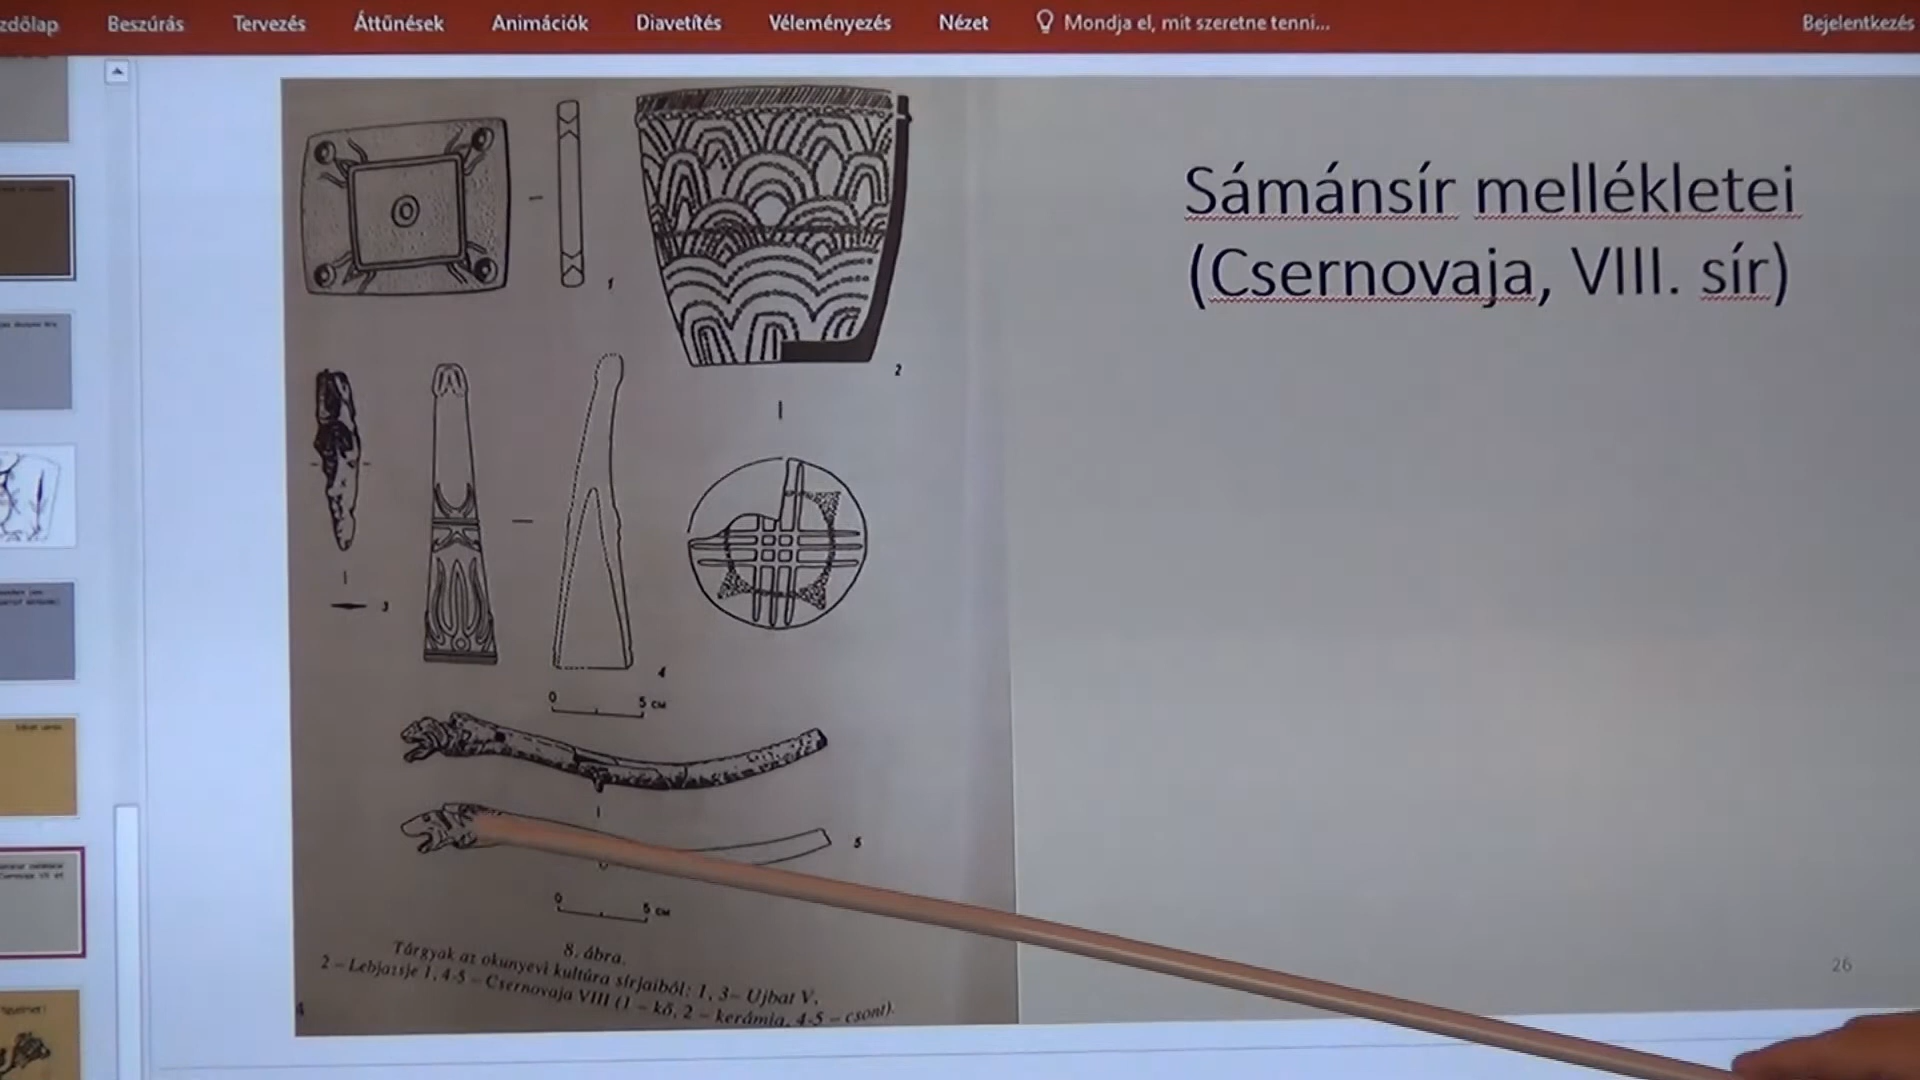 zdőlap Beszúrás Tervezés Áttűnések Animációk Diavetítés Véleményezés Nézet Mondja el, mit szeretne tenni... Bejelentkezés
Sámánsír mellékletei
(Csernovaja, VIII. sír)
1
2
3
4
0 5 см
5
0 5 см
8. ábra.
Tárgyak az okunyevi kultúra sírjaiból: 1, 3– Ujbat V,
2 – Lebjazsje 1, 4-5 – Csernovaja VIII (1 – kő, 2 – kerámia, 4-5 – csont).
4
26